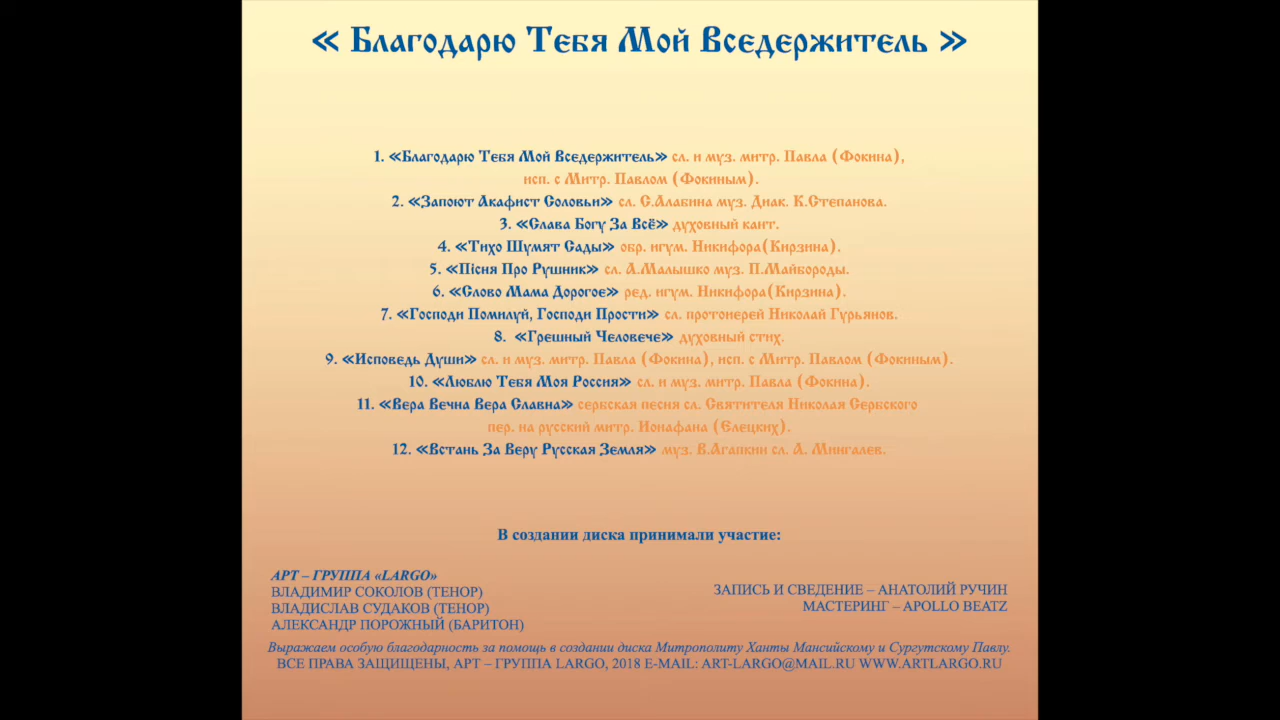 « Благодарю Тебя Мой Вседержитель »
1. «Благодарю Тебя Мой Вседержитель» сл. и муз. митр. Павла (Фокина),
исп. с Митр. Павлом (Фокиным).
2. «Запоют Акафист Соловьи» сл. С.Алабина муз. Диак. К.Степанова.
3. «Слава Богу За Всё» духовный кант.
4. «Тихо Шумят Сады» обр. игум. Никифора(Кирзина).
5. «Пісня Про Рушник» сл. А.Малышко муз. П.Майбороды.
6. «Слово Мама Дорогое» ред. игум. Никифора(Кирзина).
7. «Господи Помилуй, Господи Прости» сл. протоиерей Николай Гурьянов.
8. «Грешный Человече» духовный стих.
9. «Исповедь Души» сл. и муз. митр. Павла (Фокина), исп. с Митр. Павлом (Фокиным).
10. «Люблю Тебя Моя Россия» сл. и муз. митр. Павла (Фокина).
11. «Вера Вечна Вера Славна» сербская песня сл. Святителя Николая Сербского
пер. на русский митр. Ионафана (Елецких).
12. «Встань За Веру Русская Земля» муз. В.Агапкин сл. А. Мингалев.
В создании диска принимали участие:
АРТ – ГРУППА «LARGO»
ВЛАДИМИР СОКОЛОВ (ТЕНОР)
ВЛАДИСЛАВ СУДАКОВ (ТЕНОР)
АЛЕКСАНДР ПОРОЖНЫЙ (БАРИТОН)
ЗАПИСЬ И СВЕДЕНИЕ – АНАТОЛИЙ РУЧИН
МАСТЕРИНГ – APOLLO BEATZ
Выражаем особую благодарность за помощь в создании диска Митрополиту Ханты Мансийскому и Сургутскому Павлу.
ВСЕ ПРАВА ЗАЩИЩЕНЫ, АРТ – ГРУППА LARGO, 2018 E-MAIL: ART-LARGO@MAIL.RU WWW.ARTLARGO.RU